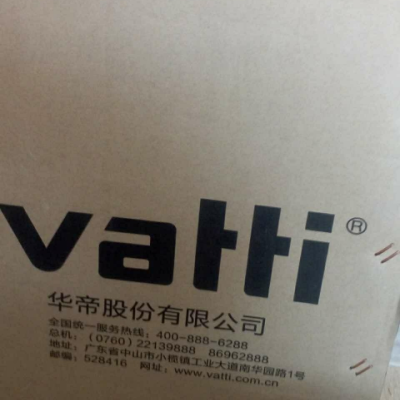 vatti®
华帝股份有限公司
全国统一服务热线: 400-888-6288
总机: (0760) 22139888 86962888
地址: 广东省中山市小榄镇工业大道南华园路1号
邮编: 528416 网址: www.vatti.com.cn